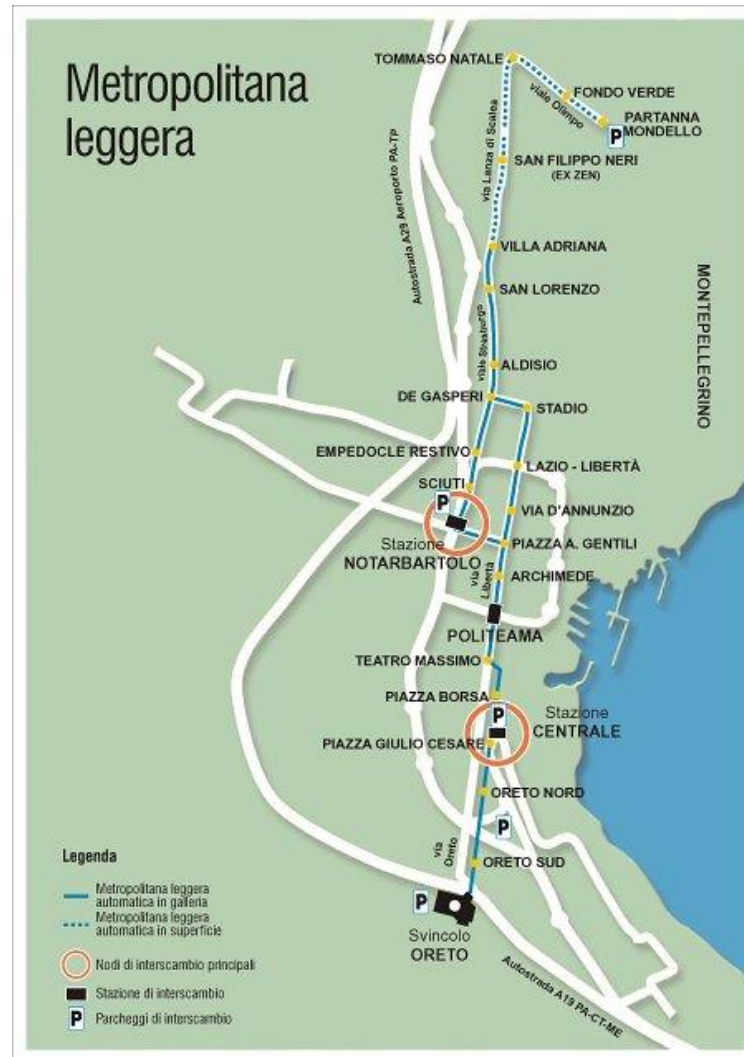 Metropolitana
leggera
TOMMASO NATALE
FONDO VERDE
viale Olimpo
PARTANNA
MONDELLO
P
via Lanza di Scalea
SAN FILIPPO NERI
(EX ZEN)
Autostrada A29 Aeroporto PA-TP
VILLA ADRIANA
SAN LORENZO
MONTEPELLEGRINO
viale Strasburgo
ALDISIO
DE GASPERI
STADIO
EMPEDOCLE RESTIVO
LAZIO - LIBERTÀ
SCIUTI
P
VIA D'ANNUNZIO
Stazione
NOTARBARTOLO
PIAZZA A. GENTILI
via
Libertà
ARCHIMEDE
POLITEAMA
TEATRO MASSIMO
PIAZZA BORSA
P
Stazione
CENTRALE
PIAZZA GIULIO CESARE
ORETO NORD
P
via
Oreto
ORETO SUD
P
Svincolo
ORETO
Autostrada A19 PA-CT-ME
Legenda
Metropolitana leggera
automatica in galleria
Metropolitana leggera
automatica in superficie
Nodi di interscambio principali
Stazione di interscambio
P
Parcheggi di interscambio